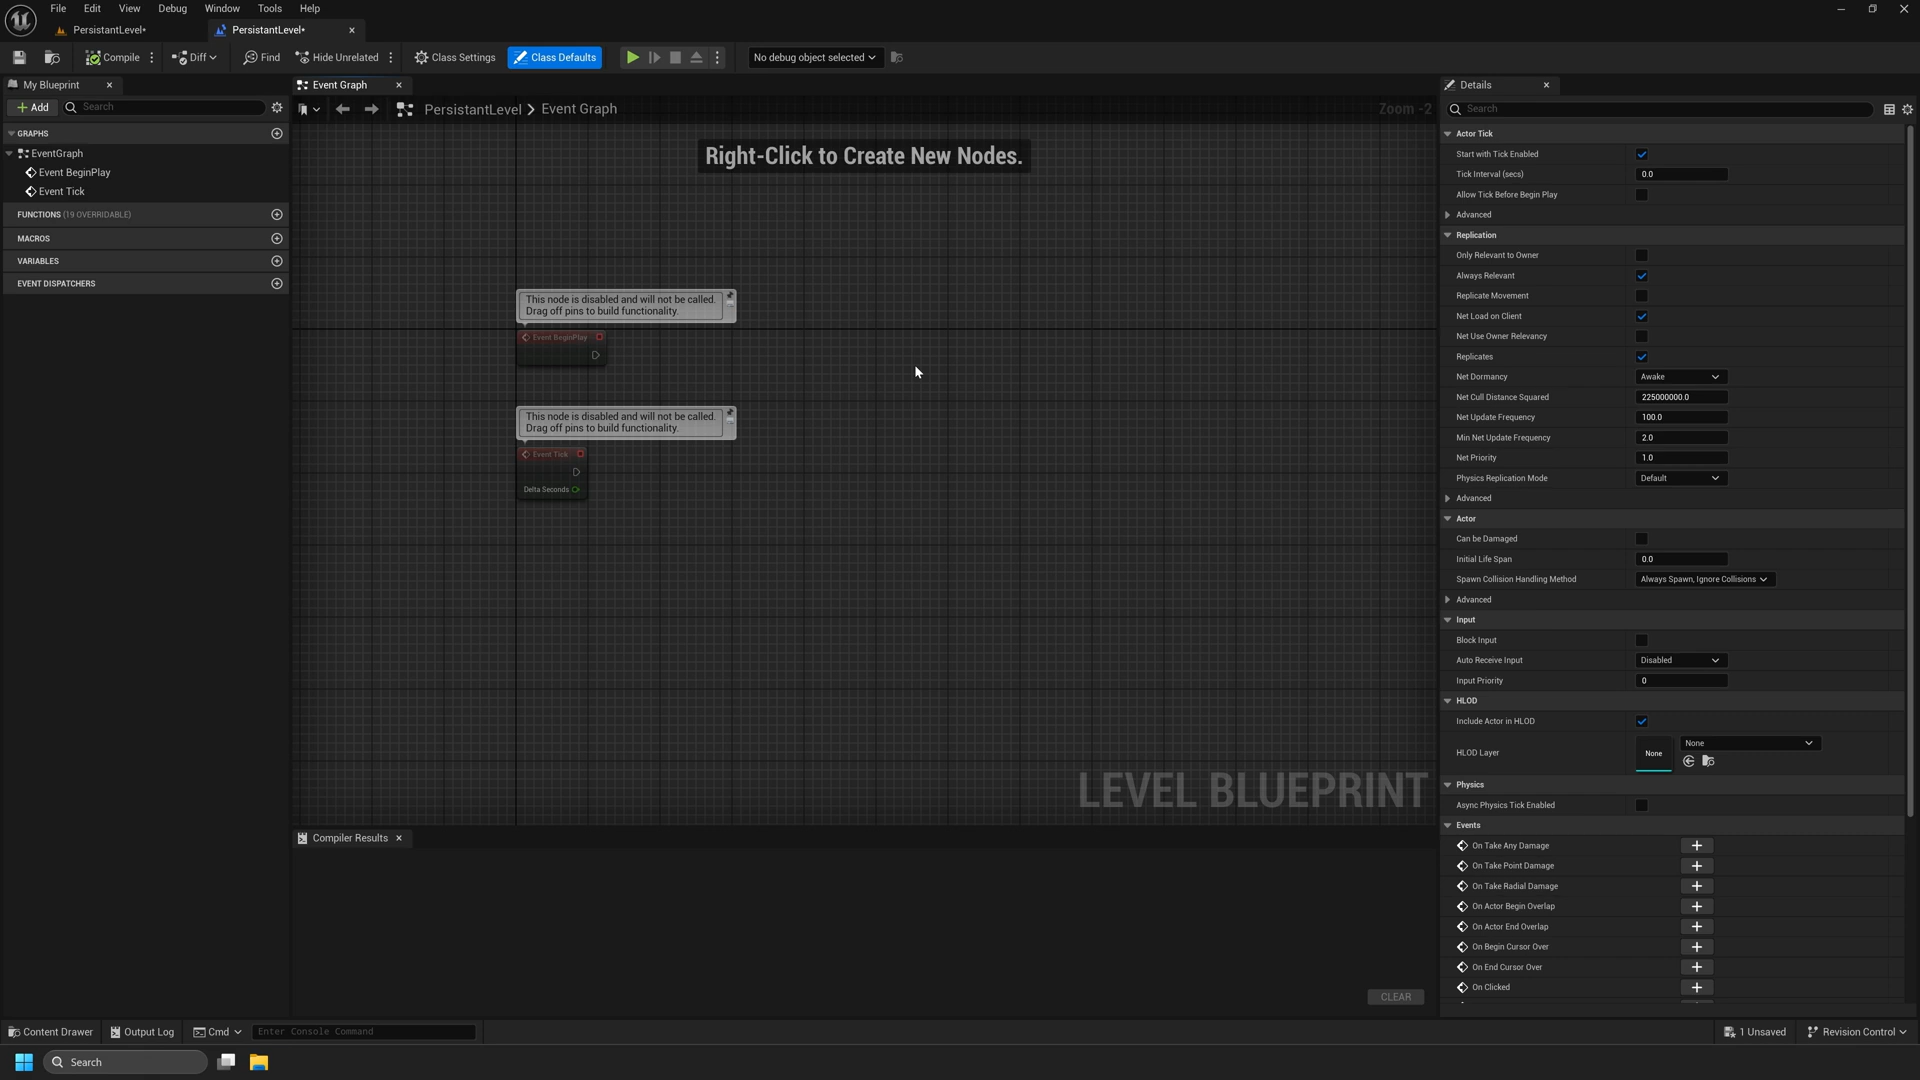 File Edit View Debug Window Tools Help
PersistantLevel•
PersistantLevel•
Compile
Diff
Find
Hide Unrelated
Class Settings
Class Defaults
No debug object selected
My Blueprint
Add
Search
GRAPHS
EventGraph
Event BeginPlay
Event Tick
FUNCTIONS (19 OVERRIDABLE)
MACROS
VARIABLES
EVENT DISPATCHERS
Event Graph
PersistantLevel > Event Graph
Zoom -2
Right-Click to Create New Nodes.
This node is disabled and will not be called.
Drag off pins to build functionality.
Event BeginPlay
This node is disabled and will not be called.
Drag off pins to build functionality.
Event Tick
Delta Seconds
LEVEL BLUEPRINT
Compiler Results
CLEAR
Details
Search
Actor Tick
Start with Tick Enabled
Tick Interval (secs) 0.0
Allow Tick Before Begin Play
Advanced
Replication
Only Relevant to Owner
Always Relevant
Replicate Movement
Net Load on Client
Net Use Owner Relevancy
Replicates
Net Dormancy Awake
Net Cull Distance Squared 225000000.0
Net Update Frequency 100.0
Min Net Update Frequency 2.0
Net Priority 1.0
Physics Replication Mode Default
Advanced
Actor
Can be Damaged
Initial Life Span 0.0
Spawn Collision Handling Method Always Spawn, Ignore Collisions
Advanced
Input
Block Input
Auto Receive Input Disabled
Input Priority 0
HLOD
Include Actor in HLOD
HLOD Layer None None
Physics
Async Physics Tick Enabled
Events
On Take Any Damage
On Take Point Damage
On Take Radial Damage
On Actor Begin Overlap
On Actor End Overlap
On Begin Cursor Over
On End Cursor Over
On Clicked
Content Drawer Output Log Cmd Enter Console Command
1 Unsaved Revision Control
Search